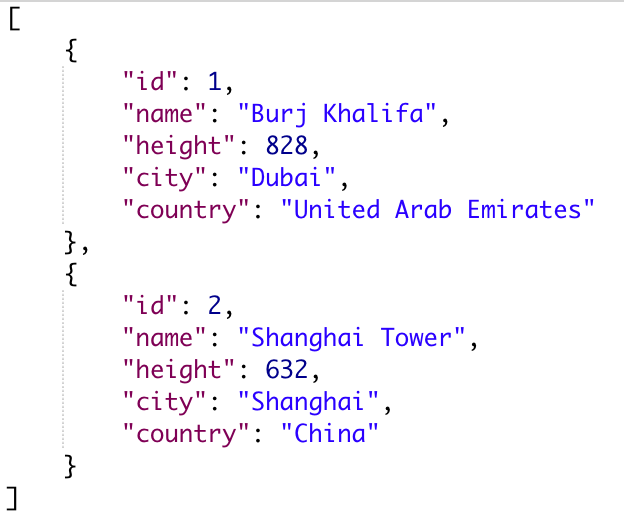 [
    {
        "id": 1,
        "name": "Burj Khalifa",
        "height": 828,
        "city": "Dubai",
        "country": "United Arab Emirates"
    },
    {
        "id": 2,
        "name": "Shanghai Tower",
        "height": 632,
        "city": "Shanghai",
        "country": "China"
    }
]